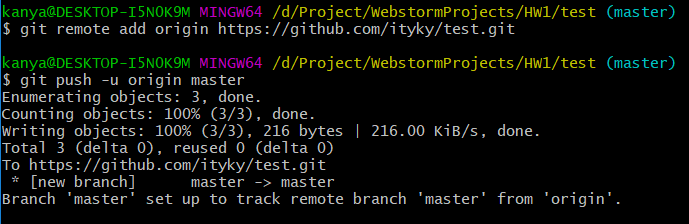 kanya@DESKTOP-I5NOK9M MINGW64 /d/Project/WebstormProjects/HW1/test (master)
$ git remote add origin https://github.com/ityky/test.git
kanya@DESKTOP-I5NOK9M MINGW64 /d/Project/WebstormProjects/HW1/test (master)
$ git push -u origin master
Enumerating objects: 3, done.
Counting objects: 100% (3/3), done.
Writing objects: 100% (3/3), 216 bytes | 216.00 KiB/s, done.
Total 3 (delta 0), reused 0 (delta 0)
To https://github.com/ityky/test.git
 * [new branch]      master -> master
Branch 'master' set up to track remote branch 'master' from 'origin'.